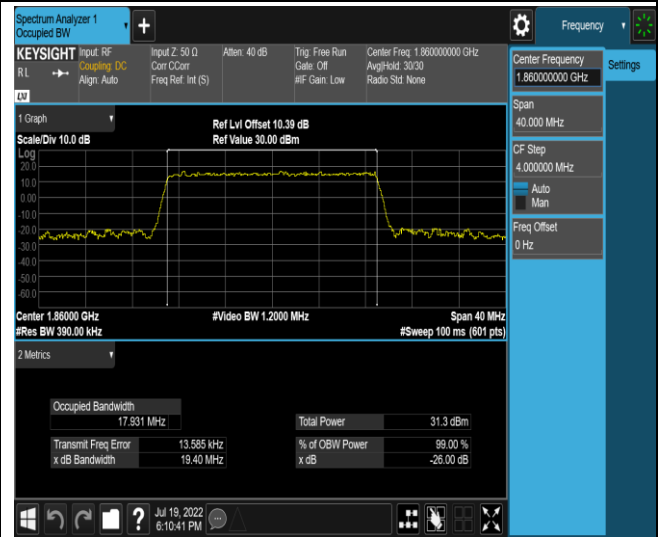 Spectrum Analyzer 1
Occupied BW
+
Frequency
KEYSIGHT
R L
LXI
Input: RF
Coupling: DC
Align: Auto
Input Z: 50 Ω
Corr CCorr
Freq Ref: Int (S)
Atten: 40 dB
Trig: Free Run
Gate: Off
#IF Gain: Low
Center Freq: 1.860000000 GHz
Avg|Hold: 30/30
Radio Std: None
Center Frequency
1.860000000 GHz
Settings
Span
40.000 MHz
CF Step
4.000000 MHz
Auto
Man
Freq Offset
0 Hz
1 Graph
Scale/Div 10.0 dB
Ref Lvl Offset 10.39 dB
Ref Value 30.00 dBm
Log
20.0
10.0
0.00
-10.0
-20.0
-30.0
-40.0
-50.0
-60.0
Center 1.86000 GHz
#Video BW 1.2000 MHz
Span 40 MHz
#Res BW 390.00 kHz
#Sweep 100 ms (601 pts)
2 Metrics
Occupied Bandwidth
17.931 MHz
Total Power 31.3 dBm
Transmit Freq Error 13.585 kHz
% of OBW Power 99.00 %
x dB Bandwidth 19.40 MHz
x dB -26.00 dB
?
Jul 19, 2022
6:10:41 PM